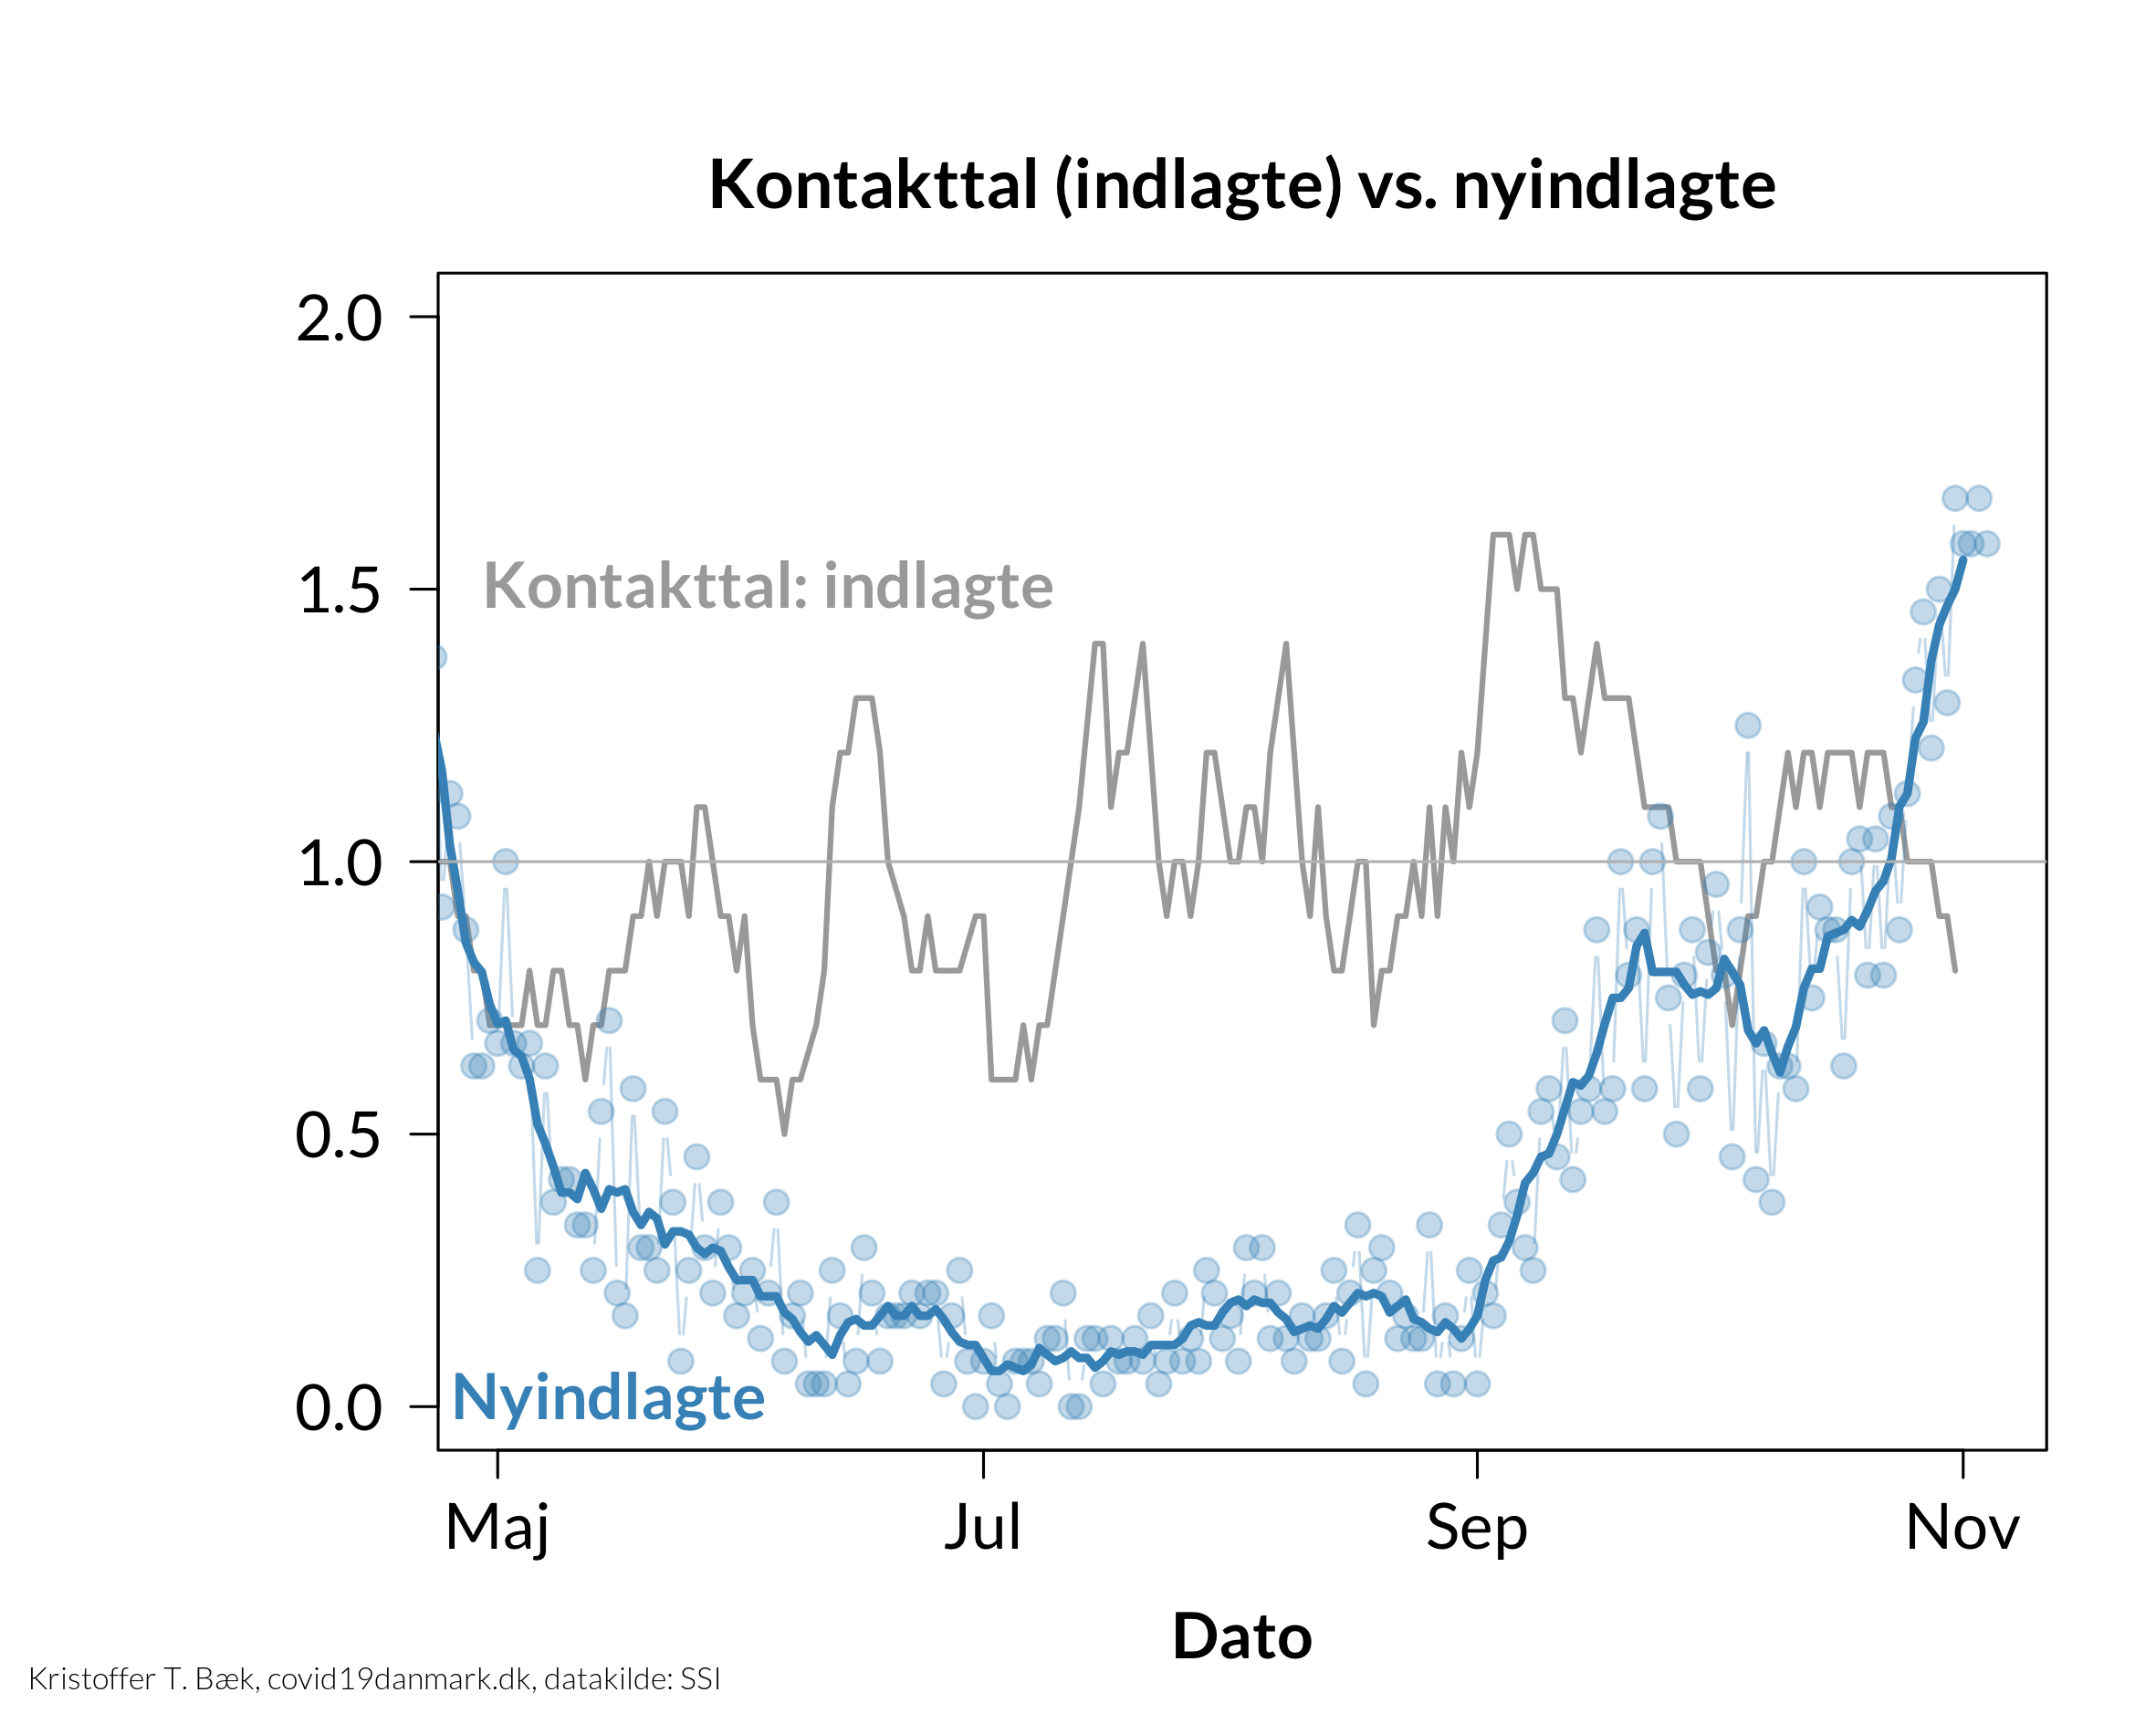 Kontakttal (indlagte) vs. nyindlagte
2.0
1.5
1.0
0.5
0.0
Kontakttal: indlagte
Nyindlagte
Maj
Jul
Sep
Nov
Dato
Kristoffer T. Bæk, covid19danmark.dk, datakilde: SSI